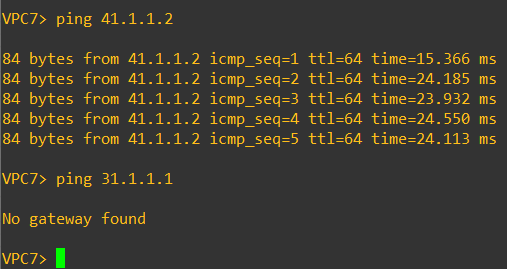 VPC7> ping 41.1.1.2
84 bytes from 41.1.1.2 icmp_seq=1 ttl=64 time=15.366 ms
84 bytes from 41.1.1.2 icmp_seq=2 ttl=64 time=24.185 ms
84 bytes from 41.1.1.2 icmp_seq=3 ttl=64 time=23.932 ms
84 bytes from 41.1.1.2 icmp_seq=4 ttl=64 time=24.550 ms
84 bytes from 41.1.1.2 icmp_seq=5 ttl=64 time=24.113 ms
VPC7> ping 31.1.1.1
No gateway found
VPC7>